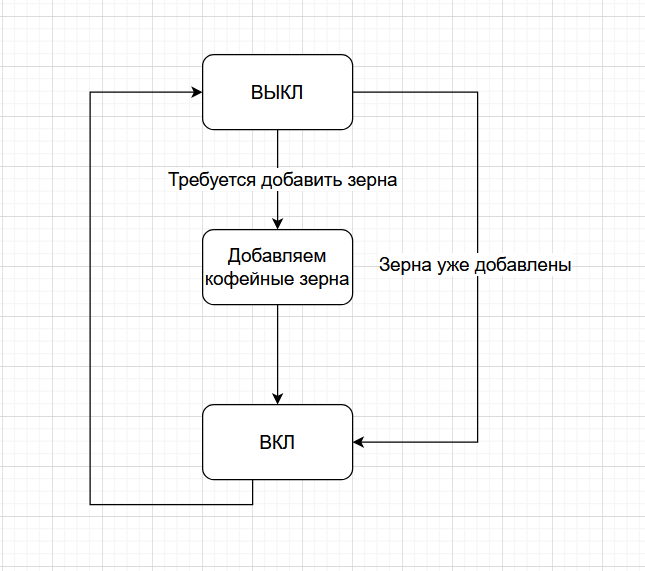 ВЫКЛ
Требуется добавить зерна
Добавляем
кофейные зерна
Зерна уже добавлены
ВКЛ